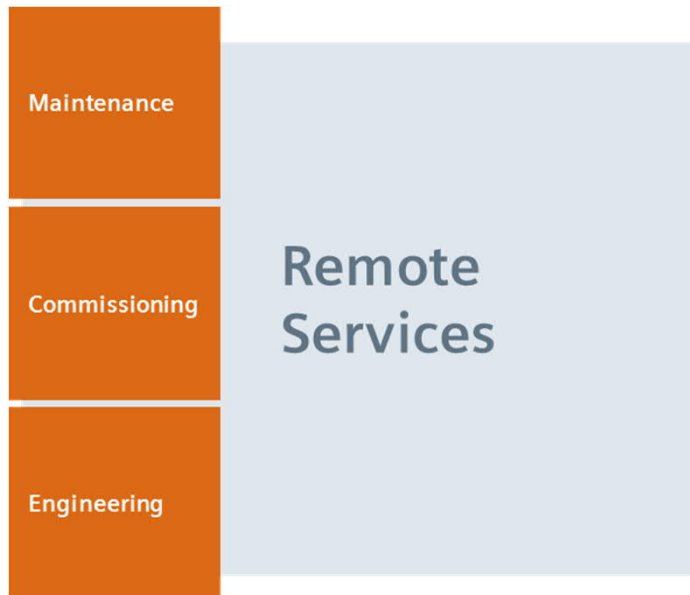 Maintenance
Commissioning
Engineering
Remote
Services